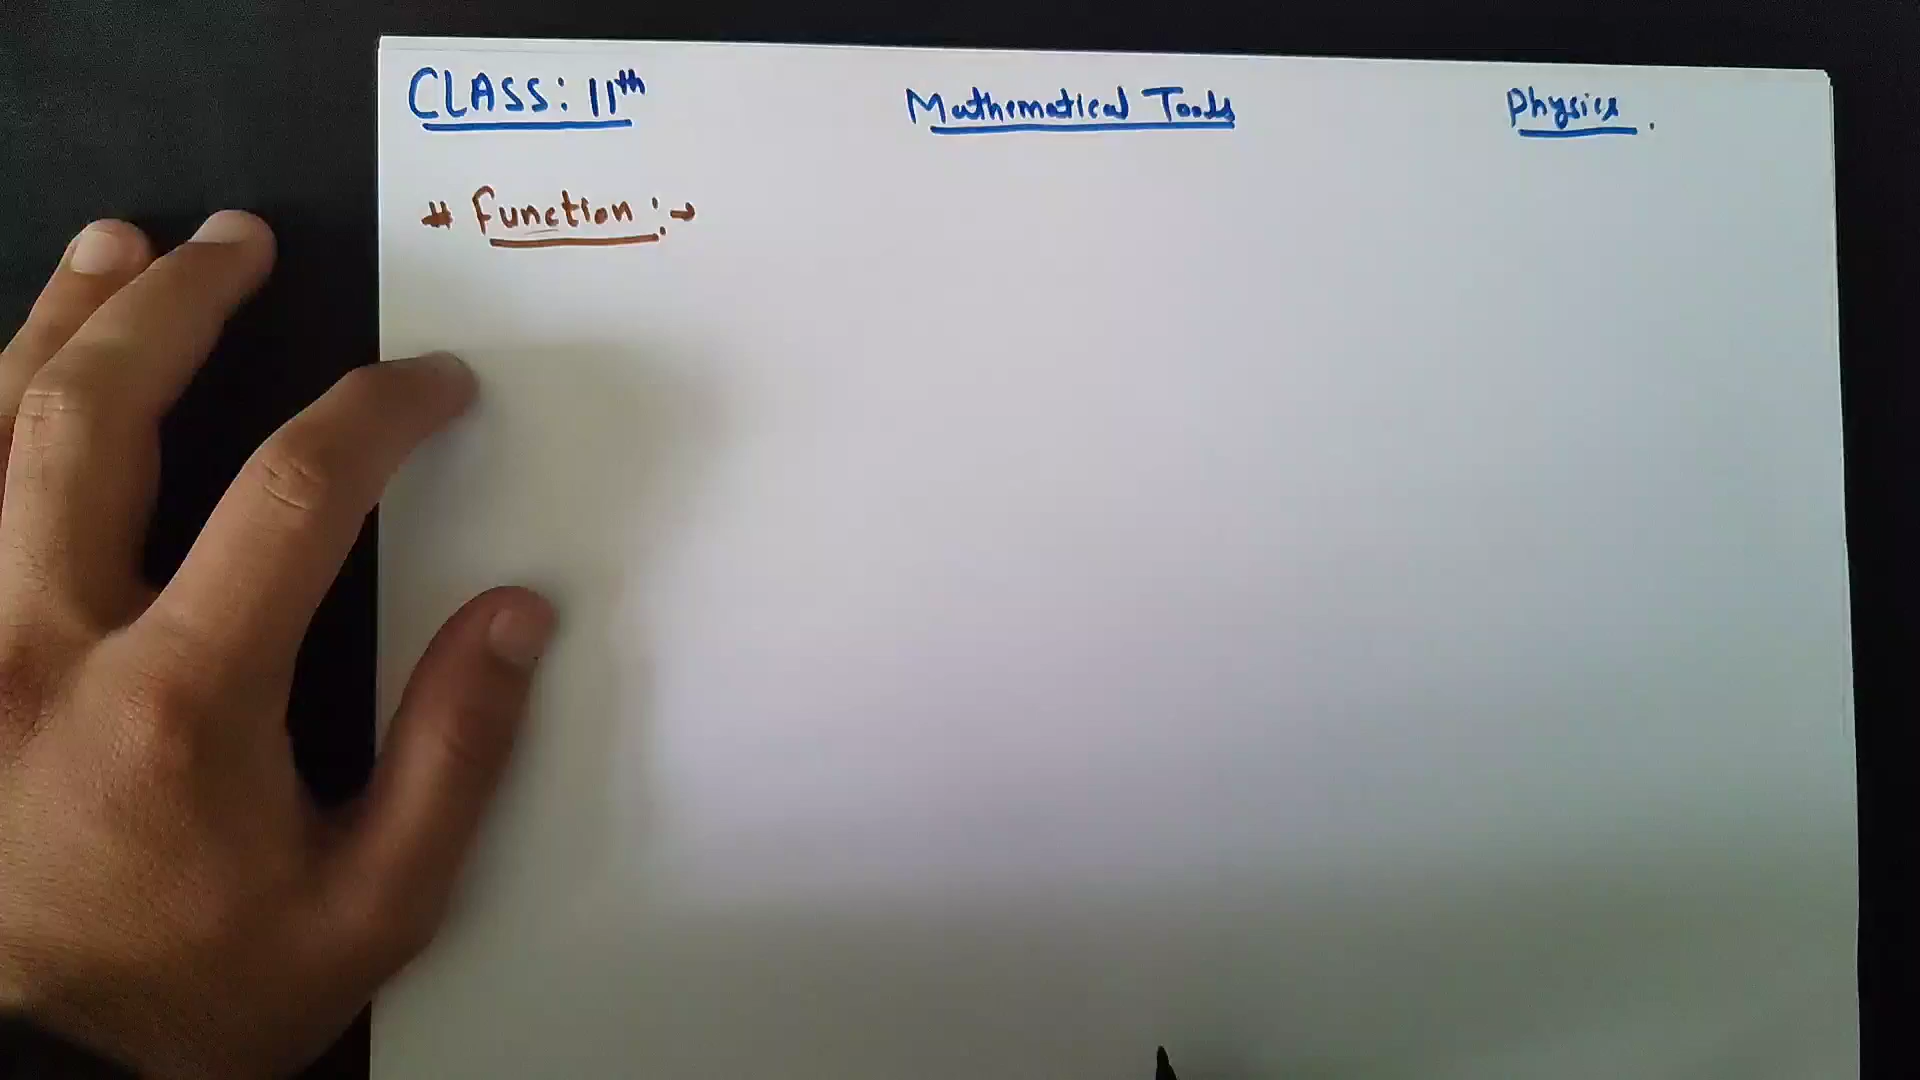 CLASS: 11th Mathematical Tools Physics.
# Function :→